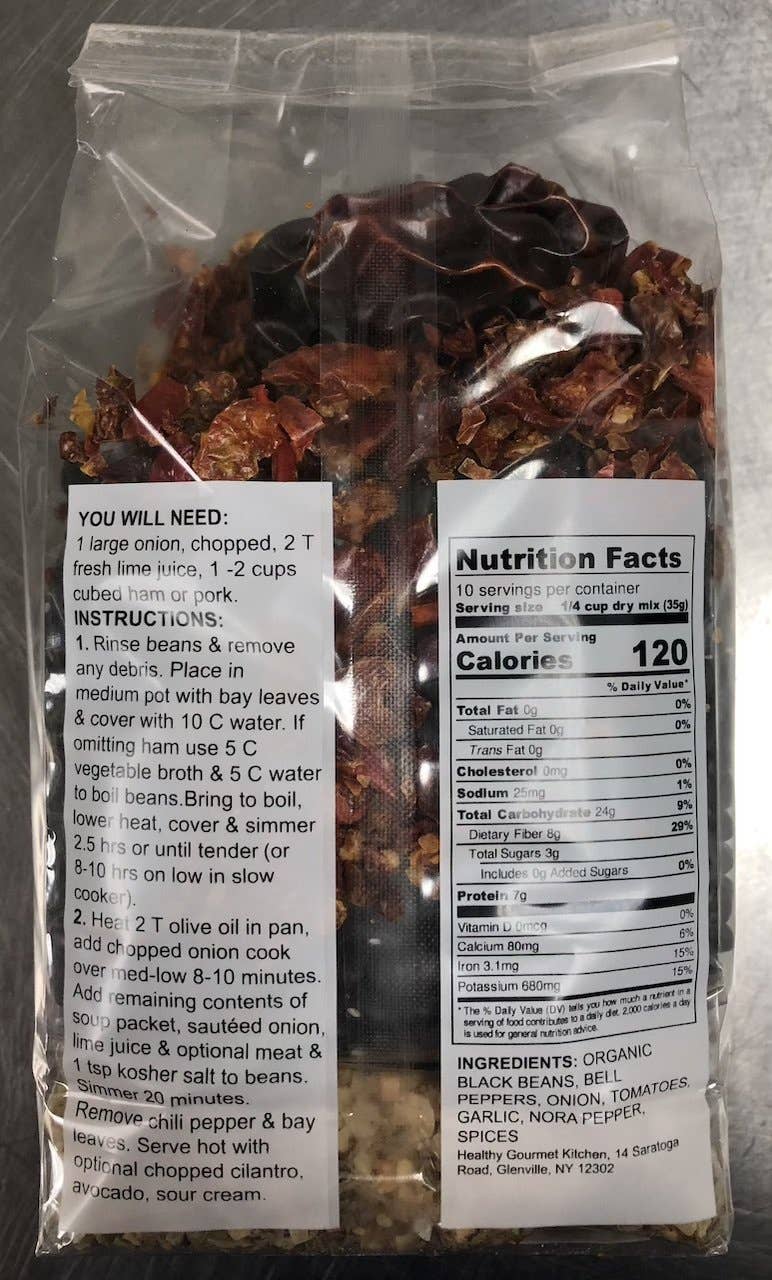 YOU WILL NEED:
1 large onion, chopped, 2 T
fresh lime juice, 1 -2 cups
cubed ham or pork.
INSTRUCTIONS:
1. Rinse beans & remove
any debris. Place in
medium pot with bay leaves
& cover with 10 C water. If
omitting ham use 5 C
vegetable broth & 5 C water
to boil beans.Bring to boil,
lower heat, cover & simmer
2.5 hrs or until tender (or
8-10 hrs on low in slow
cooker).
2. Heat 2 T olive oil in pan,
add chopped onion cook
over med-low 8-10 minutes.
Add remaining contents of
soup packet, sautéed onion,
lime juice & optional meat &
1 tsp kosher salt to beans.
Simmer 20 minutes.
Remove chili pepper & bay
leaves. Serve hot with
optional chopped cilantro,
avocado, sour cream.
Nutrition Facts
10 servings per container
Serving size 1/4 cup dry mix (35g)
Amount Per Serving
Calories 120
% Daily Value*
Total Fat 0g 0%
Saturated Fat 0g 0%
Trans Fat 0g
Cholesterol 0mg 0%
Sodium 25mg 1%
Total Carbohydrate 24g 9%
Dietary Fiber 8g 29%
Total Sugars 3g
Includes 0g Added Sugars 0%
Protein 7g
Vitamin D 0mcg 0%
Calcium 80mg 6%
Iron 3.1mg 15%
Potassium 680mg 15%
*The % Daily Value (DV) tells you how much a nutrient in a
serving of food contributes to a daily diet. 2,000 calories a day
is used for general nutrition advice.
INGREDIENTS: ORGANIC
BLACK BEANS, BELL
PEPPERS, ONION, TOMATOES,
GARLIC, NORA PEPPER,
SPICES
Healthy Gourmet Kitchen, 14 Saratoga
Road, Glenville, NY 12302